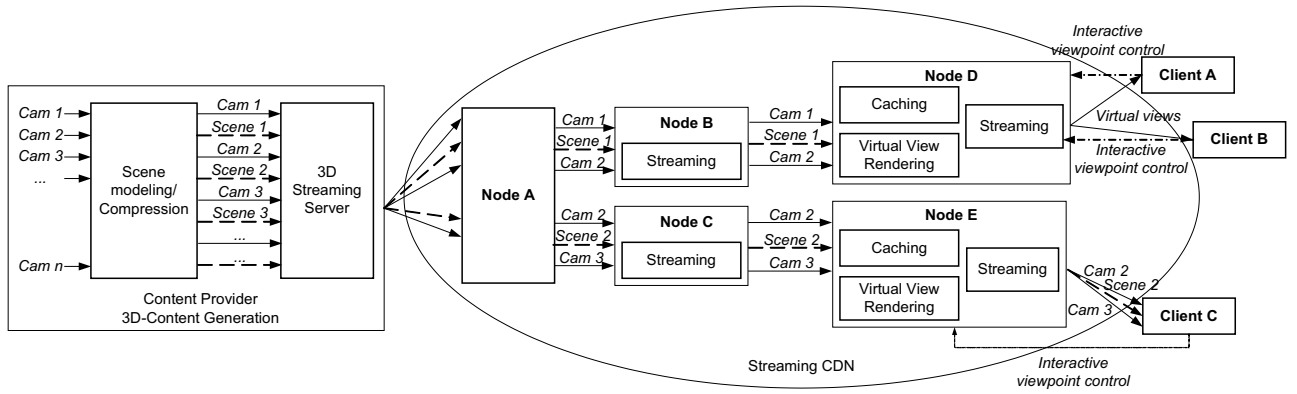 Cam 1
Cam 2
Cam 3
...
Cam n
Scene
modeling/
Compression
Cam 1
Scene 1
Cam 2
Scene 2
Cam 3
Scene 3
...
...
3D
Streaming
Server
Content Provider
3D-Content Generation
Node A
Cam 1
Scene 1
Cam 2
Cam 2
Scene 2
Cam 3
Node B
Streaming
Node C
Streaming
Cam 1
Scene 1
Cam 2
Cam 2
Scene 2
Cam 3
Node D
Caching
Virtual View
Rendering
Streaming
Node E
Caching
Virtual View
Rendering
Streaming
Interactive
viewpoint control
Client A
Virtual views
Client B
Interactive
viewpoint control
Cam 2
Scene 2
Cam 3
Client C
Interactive
viewpoint control
Streaming CDN